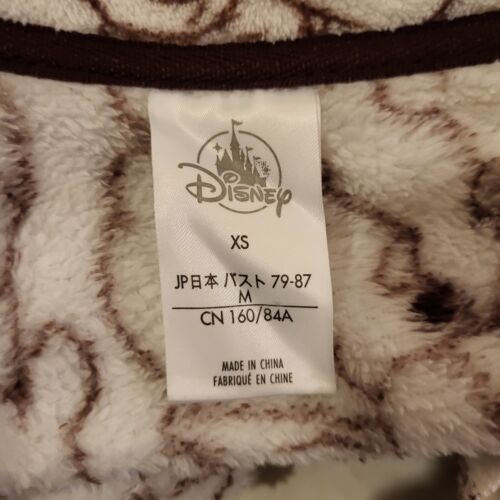 Disney
XS
JP日本 バスト 79-87
M
CN 160/84A
MADE IN CHINA
FABRIQUÉ EN CHINE